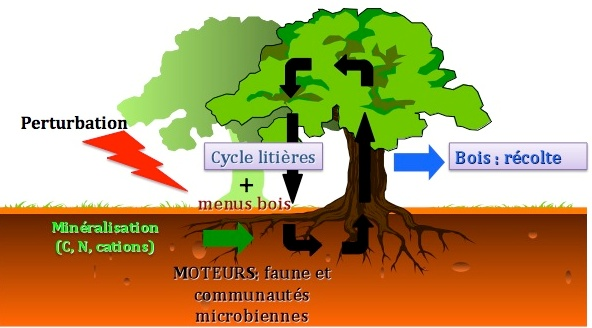 Perturbation
Cycle litières
+
menus bois
Bois : récolte
Minéralisation
(C, N, cations)
MOTEURS: faune et
communautés
microbiennes